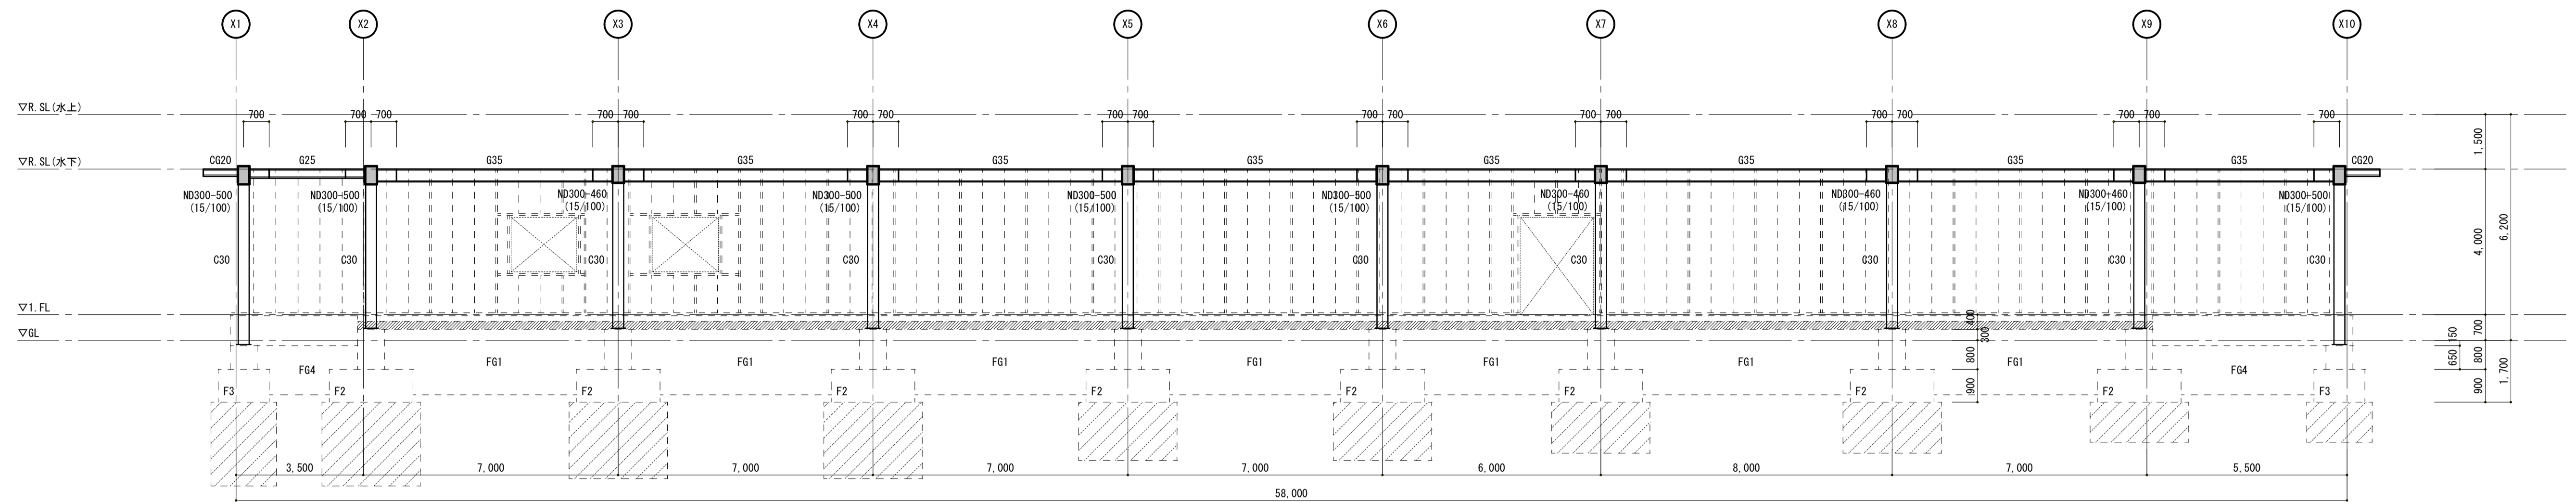 X1 X2 X3 X4 X5 X6 X7 X8 X9 X10
▽R.SL(水上)
700 700 700 700 700 700 700 700 700 700 700 700 700 700 700 700 700 700
1,500
▽R.SL(水下)
CG20 G25 G35 G35 G35 G35 G35 G35 G35 G35 CG20
ND300-500 ND300-500 ND300-460 ND300-500 ND300-500 ND300-500 ND300-460 ND300-460 ND300-460 ND300-500
(15/100) (15/100) (15/100) (15/100) (15/100) (15/100) (15/100) (15/100) (15/100) (15/100)
4,000 6,200
C30 C30 C30 C30 C30 C30 C30 C30 C30 C30
▽1.FL
400 700
▽GL
300 150
FG4 FG1 FG1 FG1 FG1 FG1 FG1 FG1 FG4
800 650 800
900 900 1,700
F3 F2 F2 F2 F2 F2 F2 F2 F2 F3
3,500 7,000 7,000 7,000 7,000 6,000 8,000 7,000 5,500
58,000